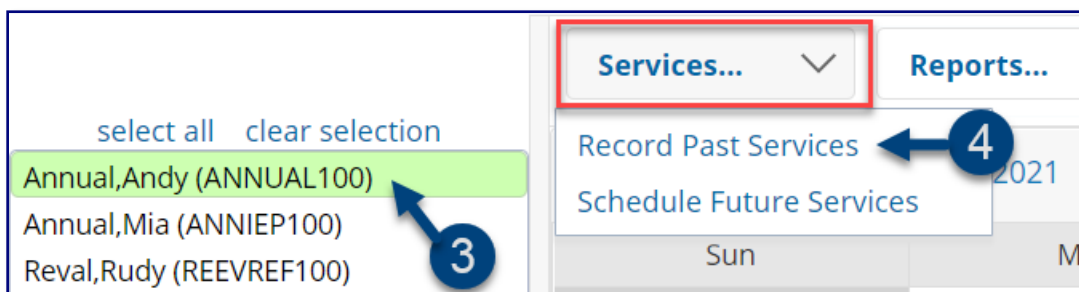 Services...
Reports...
select all clear selection
Record Past Services
4
2021
Annual,Andy (ANNUAL100)
Schedule Future Services
Annual,Mia (ANNIEP100)
3
Sun
M
Reval,Rudy (REEVREF100)